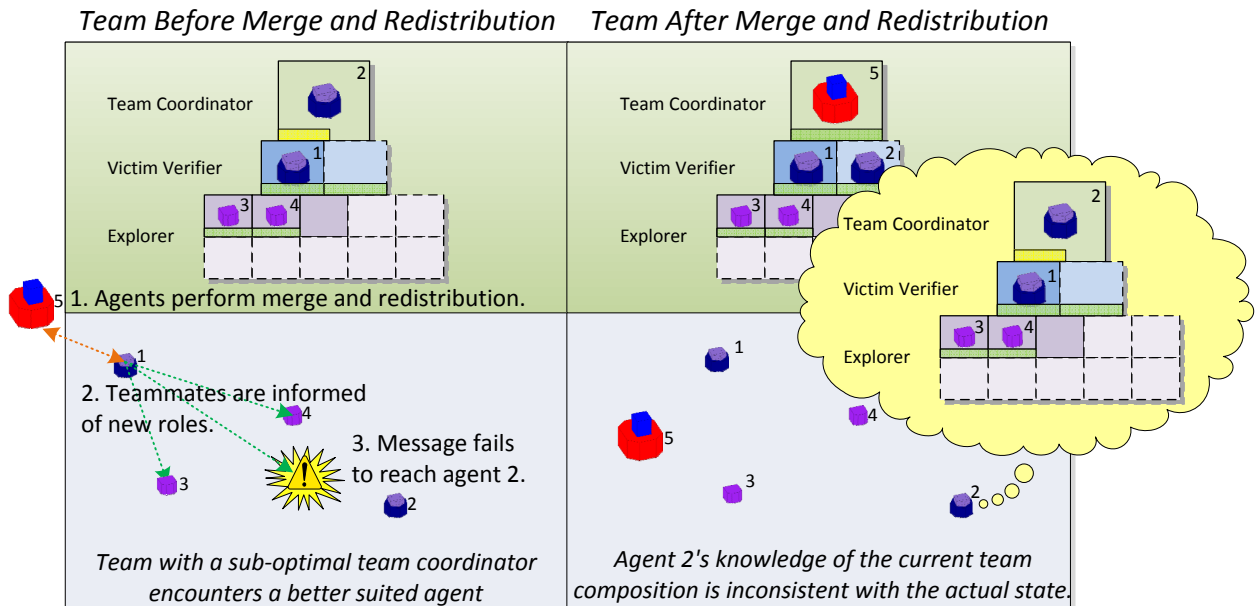 Team Before Merge and Redistribution
Team After Merge and Redistribution
2
Team Coordinator
1
Victim Verifier
3
4
Explorer
5
1. Agents perform merge and redistribution.
1
2. Teammates are informed
of new roles.
4
3. Message fails
to reach agent 2.
!
3
2
Team with a sub-optimal team coordinator
encounters a better suited agent
5
Team Coordinator
1
2
Victim Verifier
3
4
Explorer
2
Team Coordinator
1
Victim Verifier
3
4
Explorer
1
4
5
3
2
Agent 2's knowledge of the current team
composition is inconsistent with the actual state.